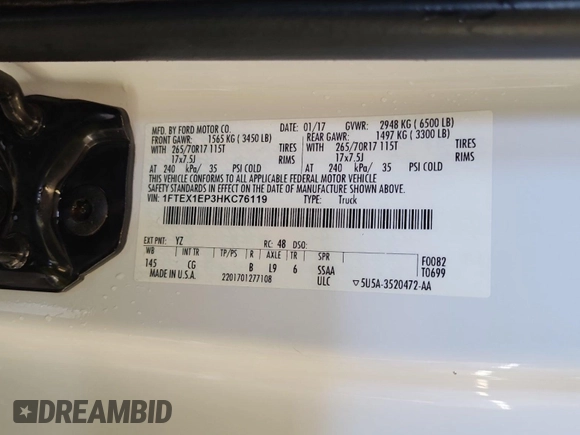 MFD. BY FORD MOTOR CO. DATE: 01/17 GVWR: 2948 KG ( 6500 LB)
FRONT GAWR: 1565 KG ( 3450 LB) REAR GAWR: 1497 KG ( 3300 LB)
WITH 265/70R17 115T TIRES WITH 265/70R17 115T TIRES
17x7.5J RIMS 17x7.5J RIMS
AT 240 kPa/ 35 PSI COLD AT 240 kPa/ 35 PSI COLD
THIS VEHICLE CONFORMS TO ALL APPLICABLE FEDERAL MOTOR VEHICLE
SAFETY STANDARDS IN EFFECT ON THE DATE OF MANUFACTURE SHOWN ABOVE.
VIN: 1FTEX1EP3HKC76119 TYPE: Truck
EXT PNT: YZ RC: 48 DSO:
WB INT TR TP/PS R AXLE TR SPR F0082
145 CG B L9 6 SSAA T0699
MADE IN U.S.A. 2201701277108 ULC ▽5U5A-3520472-AA
DREAMBID